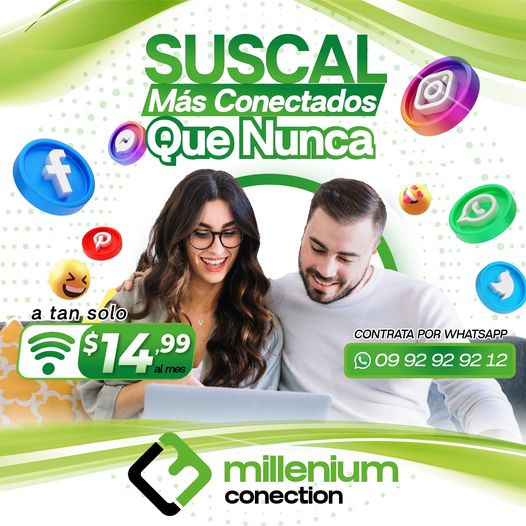 SUSCAL
Más Conectados
Que Nunca
a tan solo
$14,99
al mes
CONTRATA POR WHATSAPP
09 92 92 92 12
millenium
conection